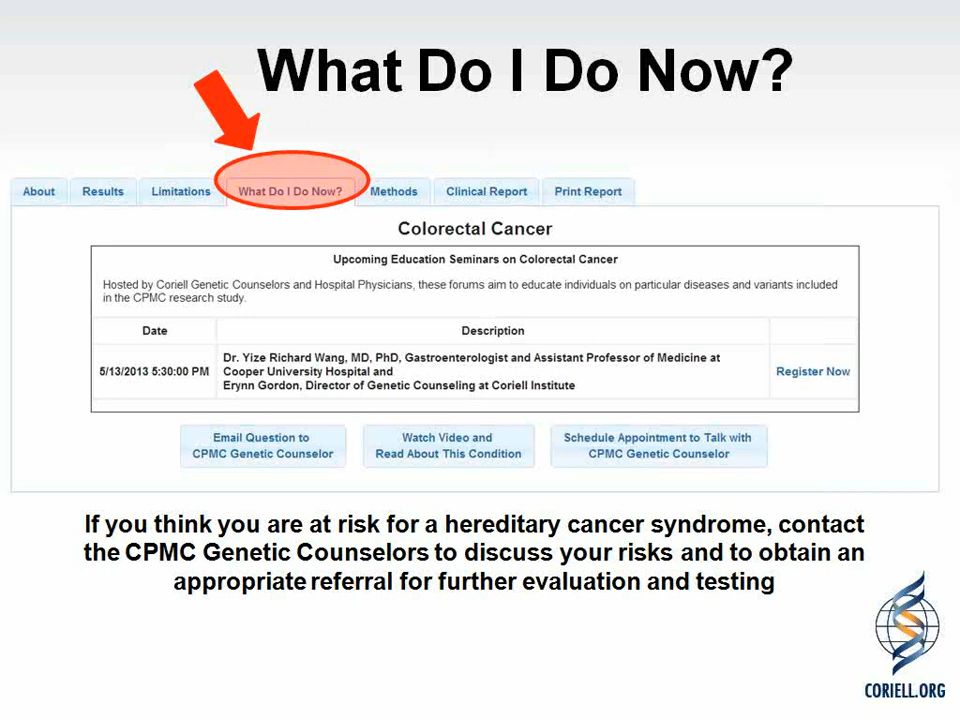 What Do I Do Now?
About Results Limitations What Do I Do Now? Methods Clinical Report Print Report
Colorectal Cancer
Upcoming Education Seminars on Colorectal Cancer
Hosted by Coriell Genetic Counselors and Hospital Physicians, these forums aim to educate individuals on particular diseases and variants included
in the CPMC research study.
Date Description
Dr. Yize Richard Wang, MD, PhD, Gastroenterologist and Assistant Professor of Medicine at
5/13/2013 5:30:00 PM Cooper University Hospital and Register Now
Erynn Gordon, Director of Genetic Counseling at Coriell Institute
Email Question to
CPMC Genetic Counselor
Watch Video and
Read About This Condition
Schedule Appointment to Talk with
CPMC Genetic Counselor
If you think you are at risk for a hereditary cancer syndrome, contact
the CPMC Genetic Counselors to discuss your risks and to obtain an
appropriate referral for further evaluation and testing
CORIELL.ORG